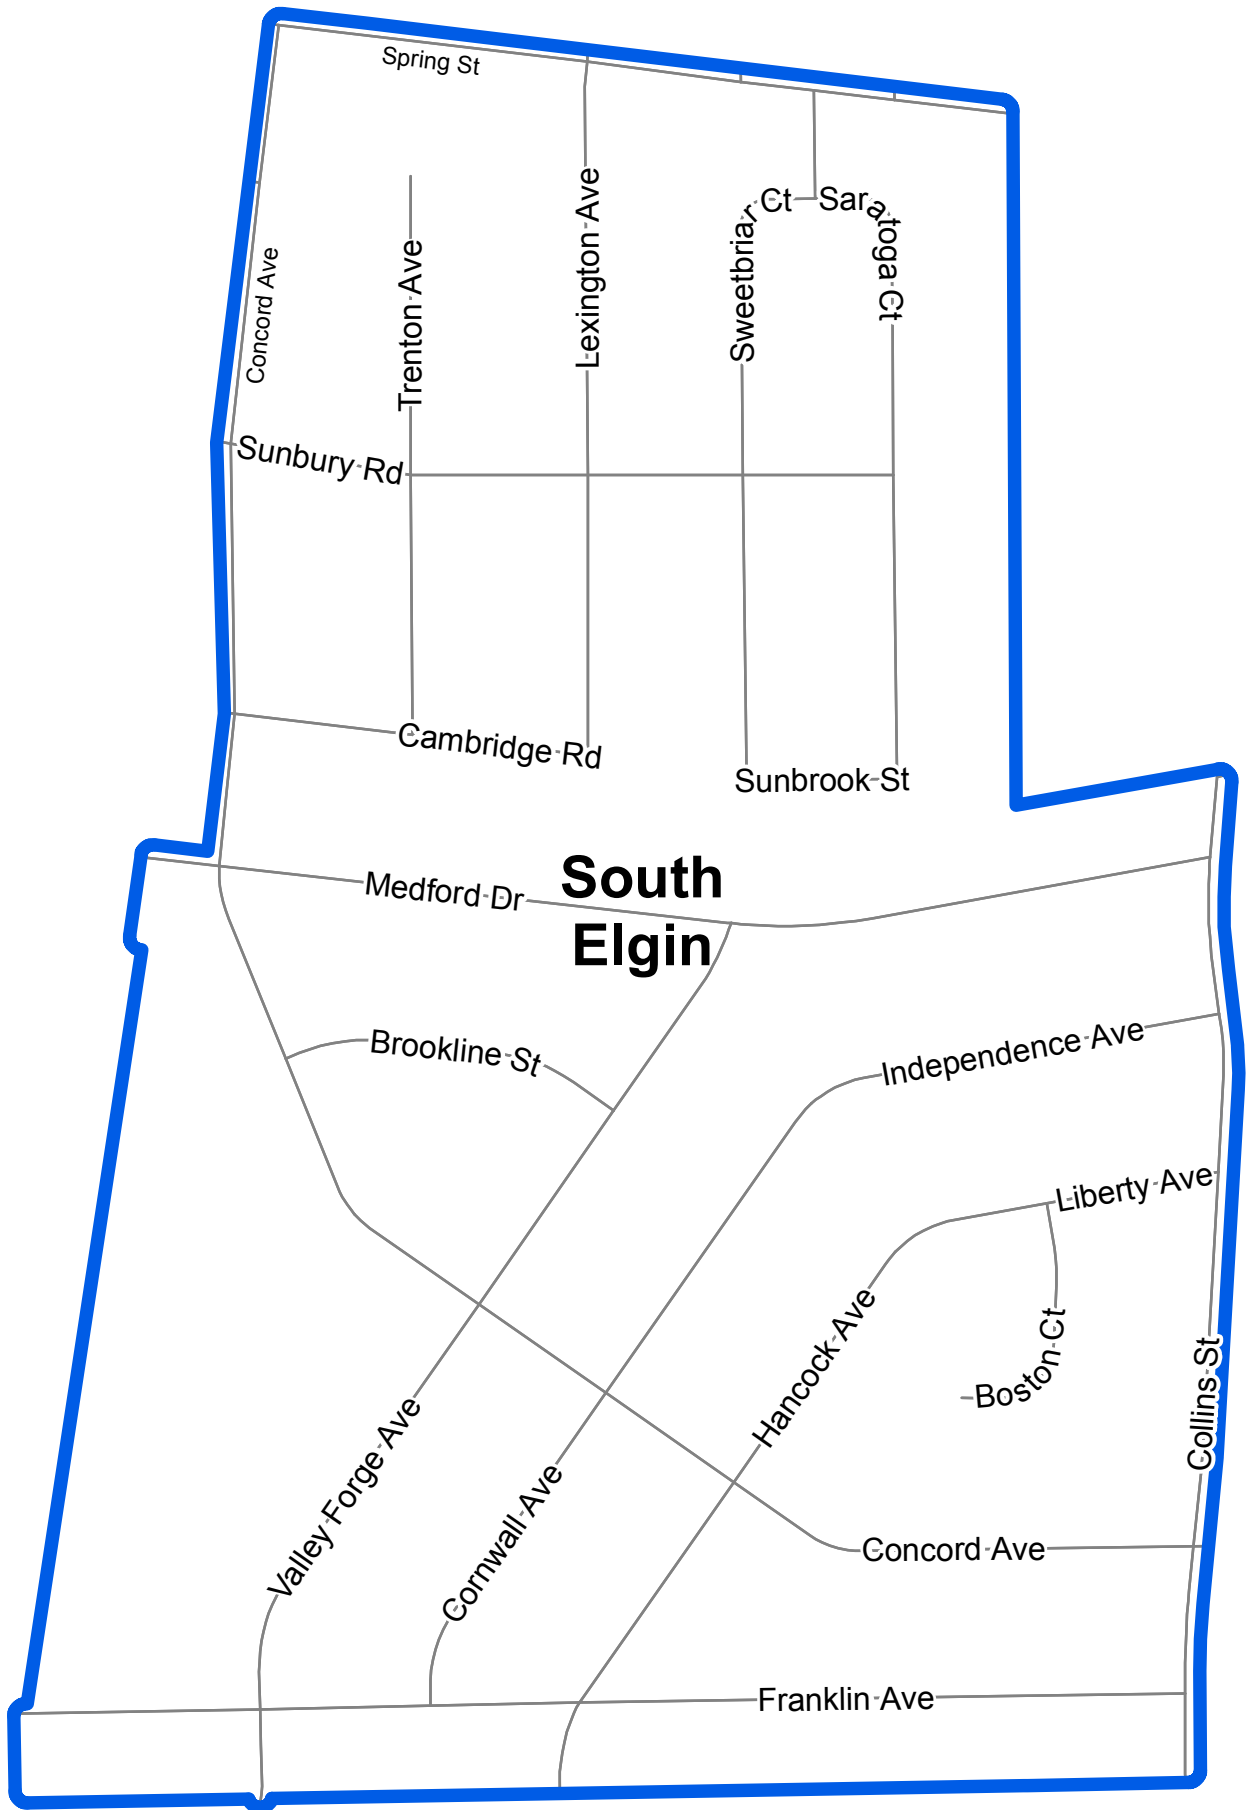 Spring St
Concord Ave
Trenton Ave
Lexington Ave
Sweetbriar Ct
Saratoga Ct
Sunbury Rd
Cambridge Rd
Sunbrook St
Medford Dr
South
Elgin
Brookline St
Independence Ave
Liberty Ave
Hancock Ave
Boston Ct
Collins St
Valley Forge Ave
Cornwall Ave
Concord Ave
Franklin Ave